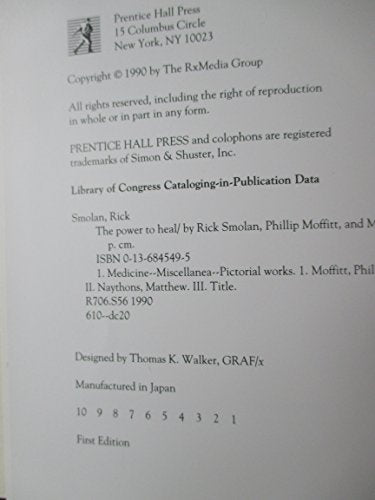 Prentice Hall Press
15 Columbus Circle
New York, NY 10023
Copyright © 1990 by The RxMedia Group
All rights reserved, including the right of reproduction
in whole or in part in any form.
PRENTICE HALL PRESS and colophons are registered
trademarks of Simon & Shuster, Inc.
Library of Congress Cataloging-in-Publication Data
Smolan, Rick
The power to heal/ by Rick Smolan, Phillip Moffitt, and M
p. cm.
ISBN 0-13-684549-5
1. Medicine--Miscellanea--Pictorial works. 1. Moffitt, Phil
II. Naythons, Matthew. III. Title.
R706.S56 1990
610--dc20
Designed by Thomas K. Walker, GRAF/x
Manufactured in Japan
10 9 8 7 6 5 4 3 2 1
First Edition